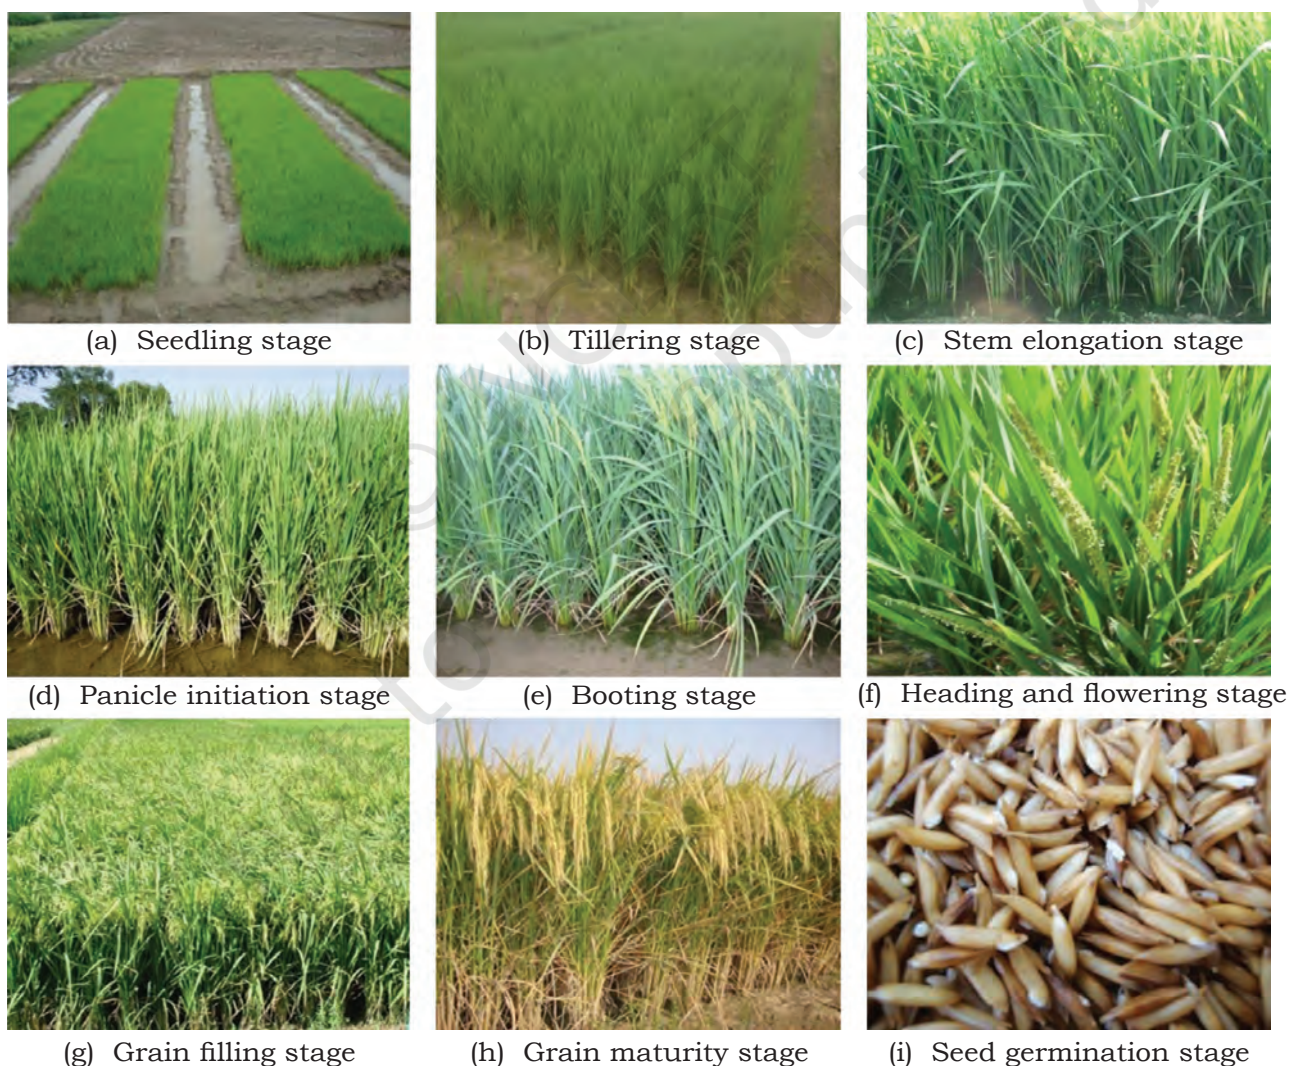 (a) Seedling stage
(b) Tillering stage
(c) Stem elongation stage
(d) Panicle initiation stage
(e) Booting stage
(f) Heading and flowering stage
(g) Grain filling stage
(h) Grain maturity stage
(i) Seed germination stage